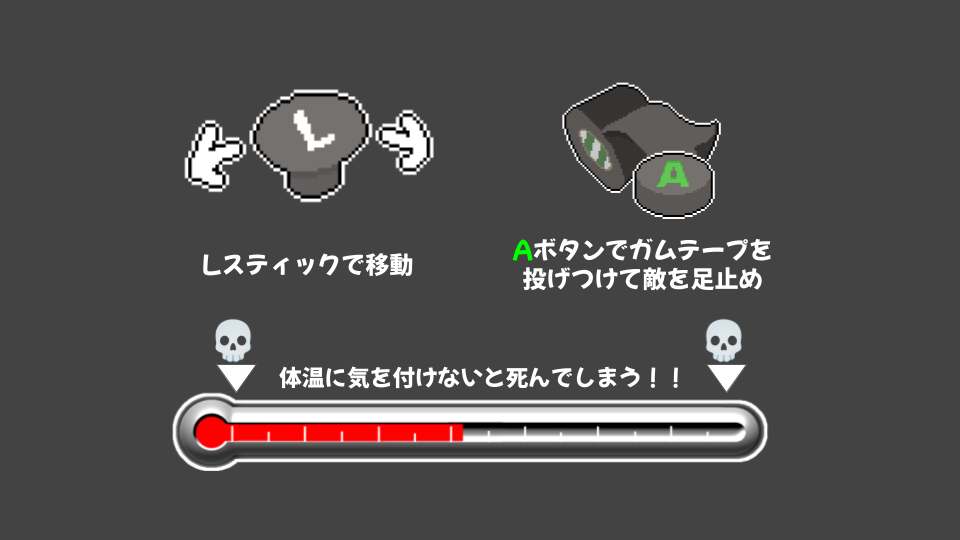 L
A
Lスティックで移動
Aボタンでガムテープを
投げつけて敵を足止め
体温に気を付けないと死んでしまう！！